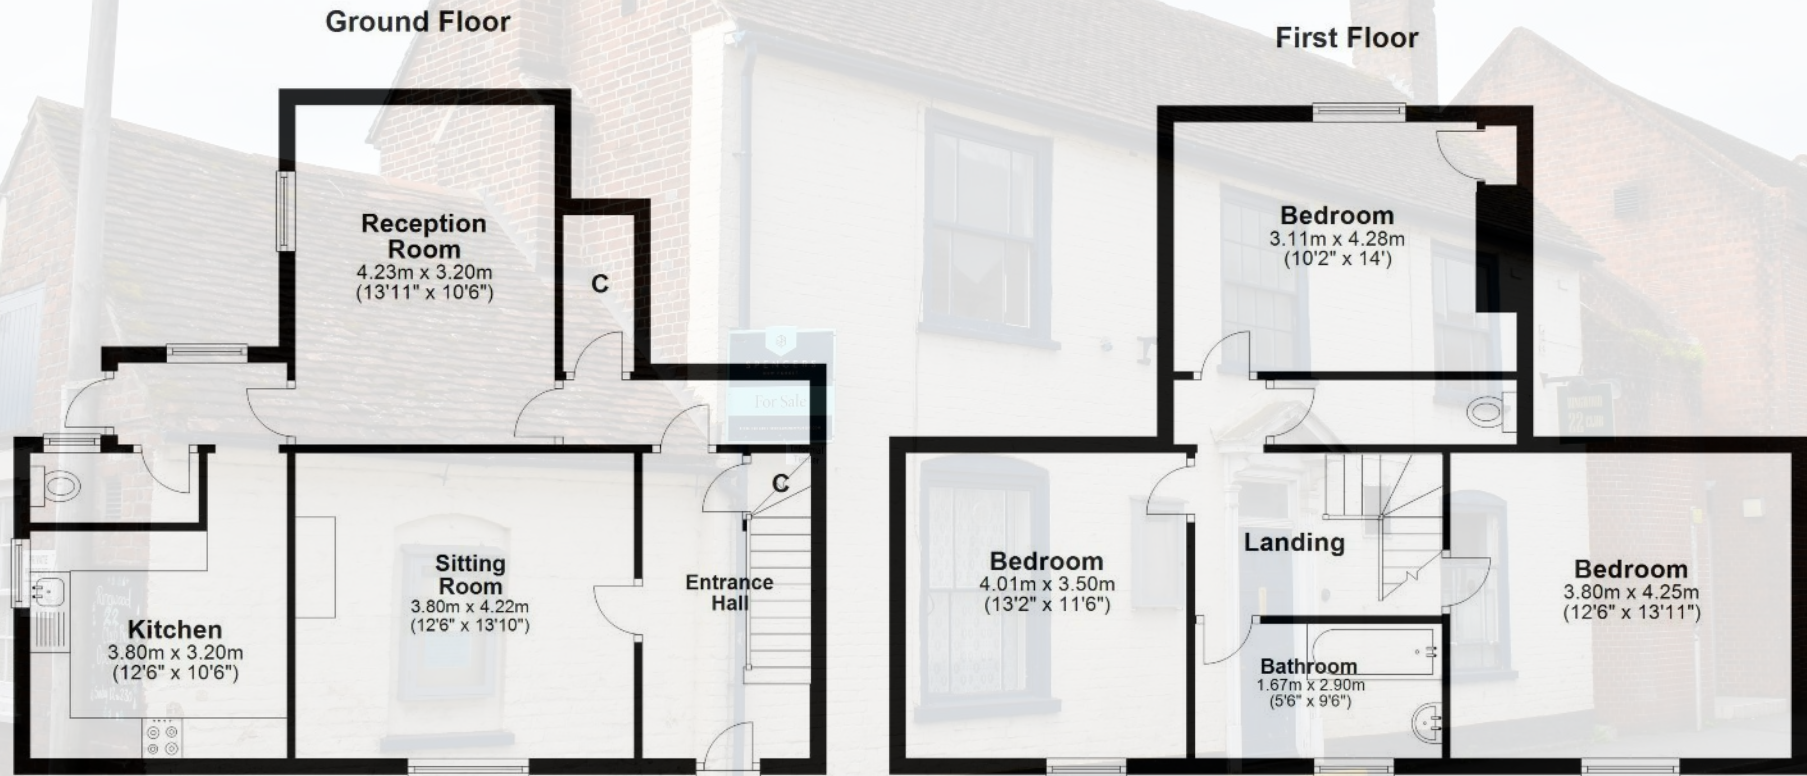 Ground Floor
First Floor
Reception
Room
4.23m x 3.20m
(13'11" x 10'6")
C
Bedroom
3.11m x 4.28m
(10'2" x 14')
For Sale
C
Sitting
Room
3.80m x 4.22m
(12'6" x 13'10")
Entrance
Hall
Kitchen
3.80m x 3.20m
(12'6" x 10'6")
Bedroom
4.01m x 3.50m
(13'2" x 11'6")
Landing
Bedroom
3.80m x 4.25m
(12'6" x 13'11")
Bathroom
1.67m x 2.90m
(5'6" x 9'6")